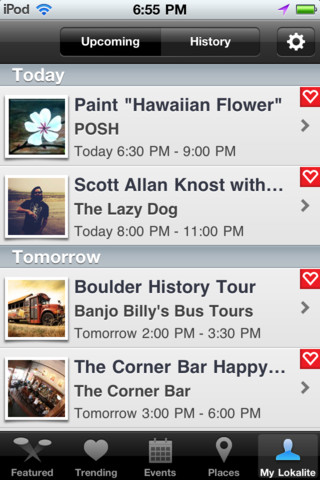 iPod 6:55 PM
Upcoming History
Today
Paint "Hawaiian Flower"
POSH
Today 6:30 PM - 9:00 PM
Scott Allan Knost with...
The Lazy Dog
Today 8:00 PM - 11:00 PM
Tomorrow
Boulder History Tour
Banjo Billy's Bus Tours
Tomorrow 2:00 PM - 3:30 PM
The Corner Bar Happy...
The Corner Bar
Tomorrow 3:00 PM - 6:00 PM
Featured Trending Events Places My Lokalite